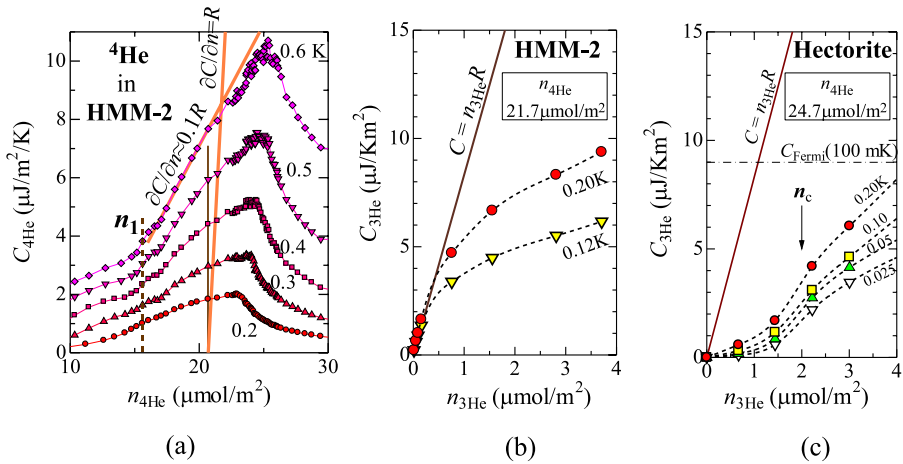 (a)
⁴He
in
HMM-2
∂C/∂n=R
∂C/∂n≈0.1R
n₁
0.6 K
0.5
0.4
0.3
0.2
10
8
6
4
2
0
10 15 20 25 30
C₄He (μJ/m²/K)
n₄He (μmol/m²)
(a)
HMM-2
n₄He
21.7μmol/m²
C = n₃HeR
0.20K
0.12K
15
10
5
0
0 1 2 3 4
C₃He (μJ/Km²)
n₃He (μmol/m²)
(b)
Hectorite
n₄He
24.7μmol/m²
C = n₃HeR
C_Fermi(100 mK)
n_c
0.20K
0.10
0.05
0.025
15
10
5
0
0 1 2 3 4
C₃He (μJ/Km²)
n₃He (μmol/m²)
(c)